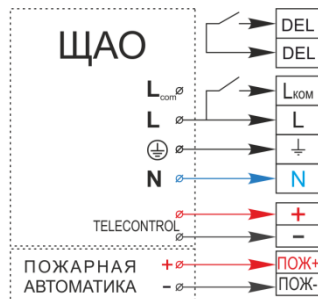 ЩАО
DEL
DEL
Lcom
Lком
L
L
N
N
TELECONTROL
+
-
ПОЖАРНАЯ
АВТОМАТИКА
+
-
ПОЖ+
ПОЖ-